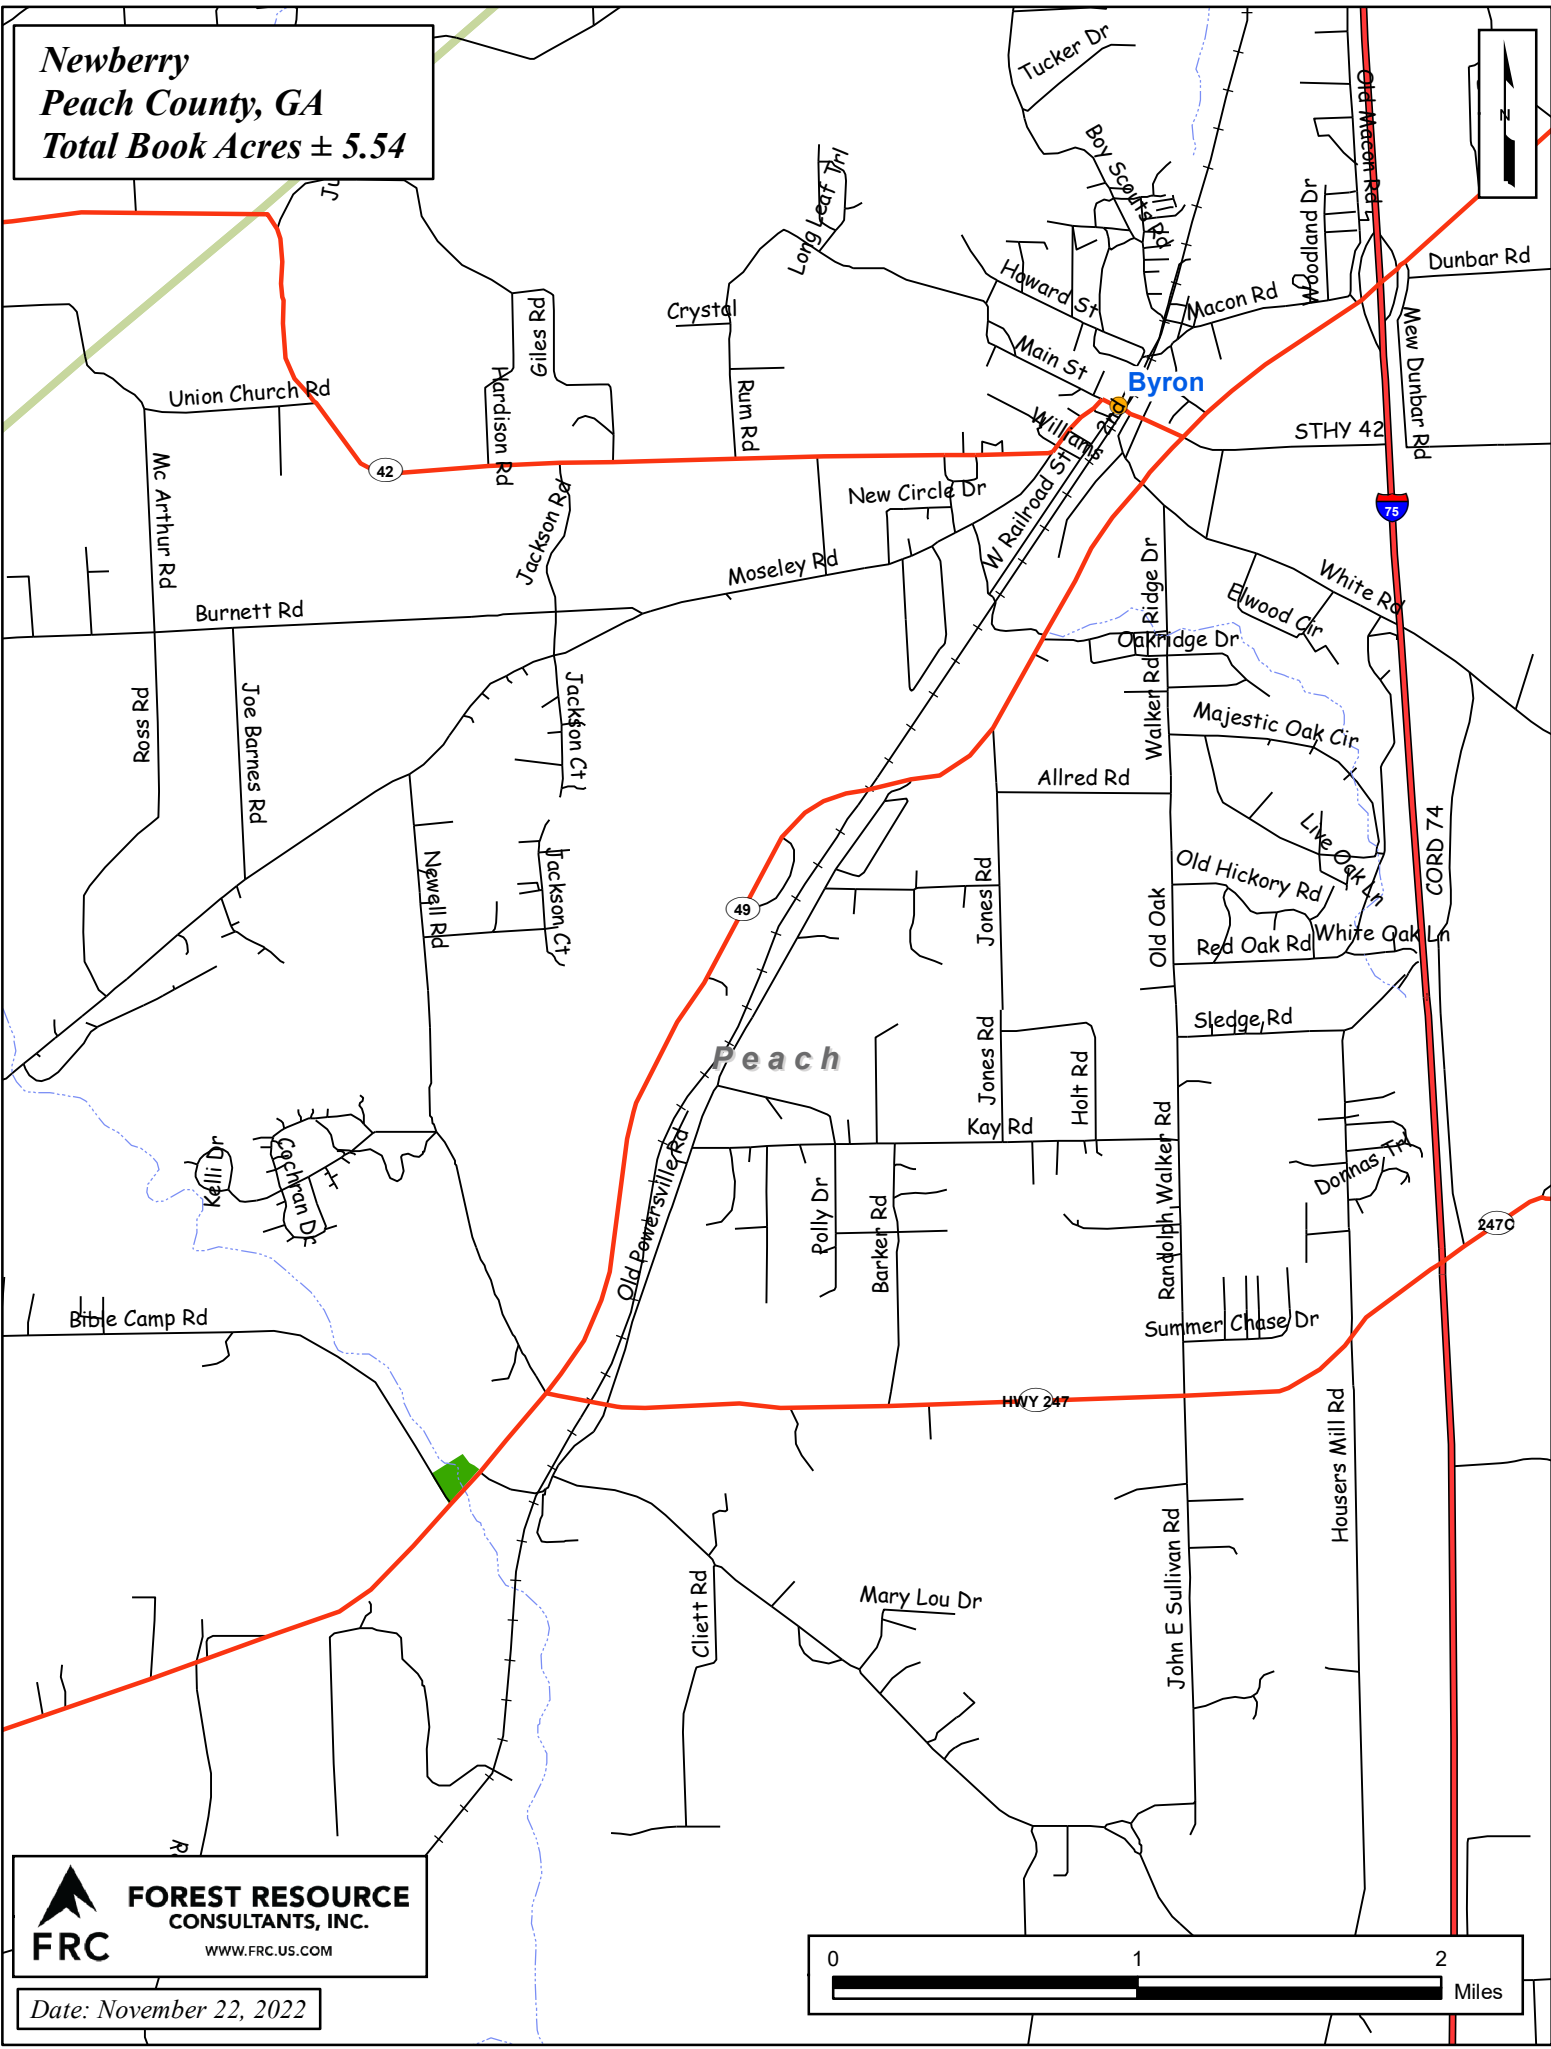 Newberry
Peach County, GA
Total Book Acres ± 5.54
Tucker Dr
Old Macon Rd
N
Boy Scouts Rd
Long Leaf Trl
Woodland Dr
Dunbar Rd
Howard St
Macon Rd
Crystal
Giles Rd
Main St
Mew Dunbar Rd
Byron
Union Church Rd
Hardison Rd
Rum Rd
Williams
2nd
STHY 42
42
Mc Arthur Rd
Jackson Rd
New Circle Dr
W Railroad St
75
Moseley Rd
Ridge Dr
White Rd
Elwood Cir
Burnett Rd
Oakridge Dr
Ross Rd
Joe Barnes Rd
Jackson Ct
Walker Rd
Majestic Oak Cir
Allred Rd
CORD 74
Newell Rd
Jackson Ct
Live Oak Ln
Old Hickory Rd
49
Jones Rd
Old Oak
Red Oak Rd
White Oak Ln
Sledge Rd
Peach
Jones Rd
Holt Rd
Kay Rd
Kelli Dr
Cochran Dr
Old Powersville Rd
Polly Dr
Barker Rd
Randolph Walker Rd
Donnas Trl
247C
Bible Camp Rd
Summer Chase Dr
HWY 247
Housers Mill Rd
John E Sullivan Rd
Cliett Rd
Mary Lou Dr
FRC
FOREST RESOURCE
CONSULTANTS, INC.
WWW.FRC.US.COM
Date: November 22, 2022
0 1 2
Miles